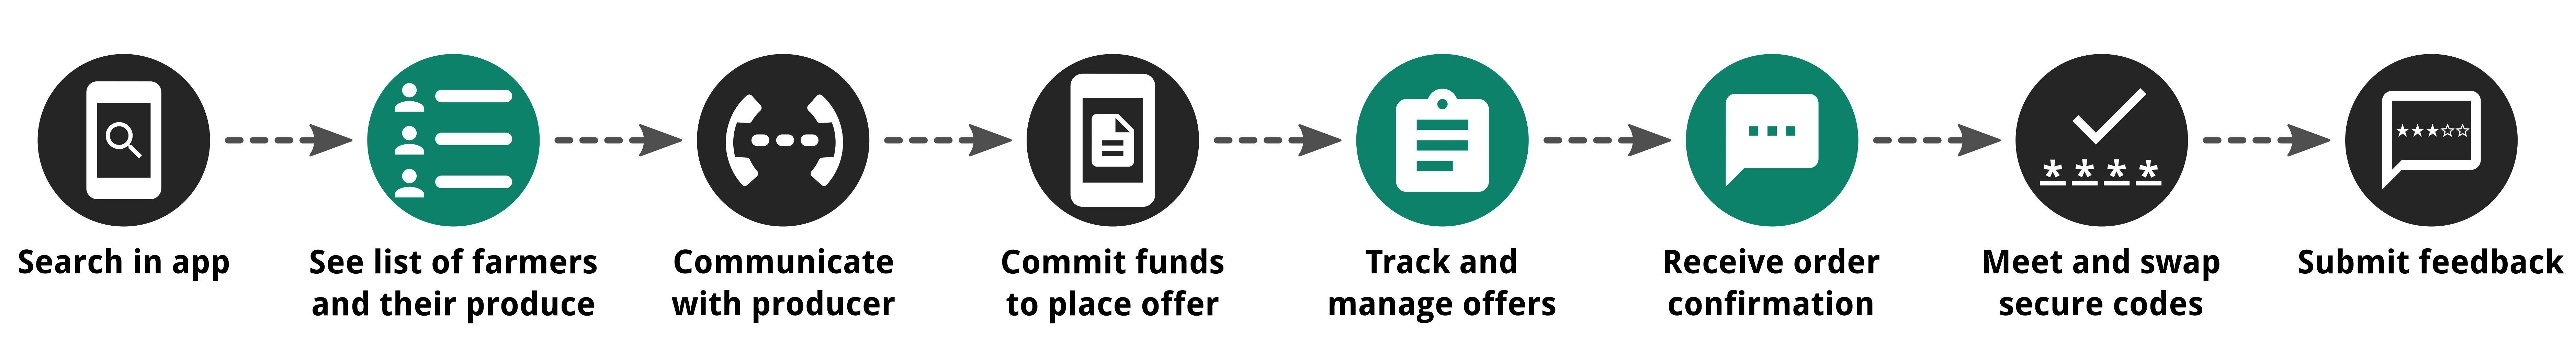 Search in app
See list of farmers
and their produce
Communicate
with producer
Commit funds
to place offer
Track and
manage offers
Receive order
confirmation
* * * *
Meet and swap
secure codes
Submit feedback